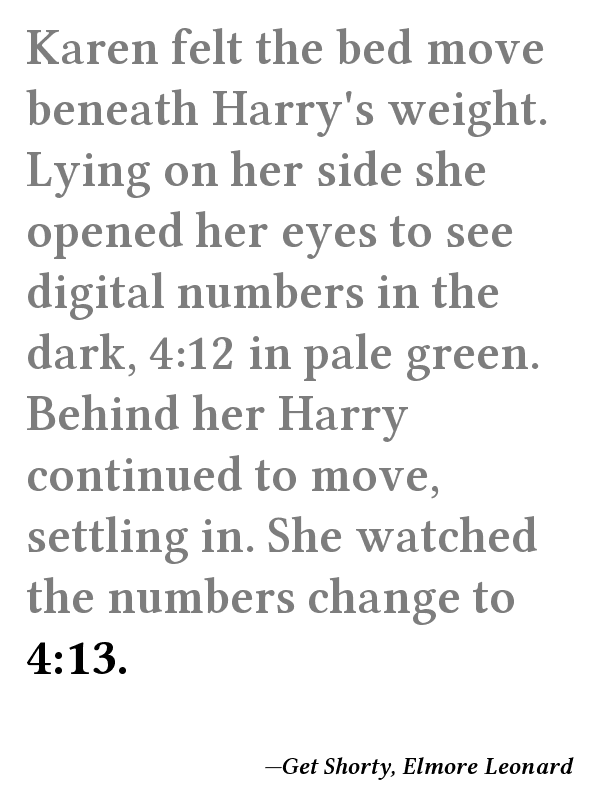 Karen felt the bed move
beneath Harry's weight.
Lying on her side she
opened her eyes to see
digital numbers in the
dark, 4:12 in pale green.
Behind her Harry
continued to move,
settling in. She watched
the numbers change to
4:13.
—Get Shorty, Elmore Leonard